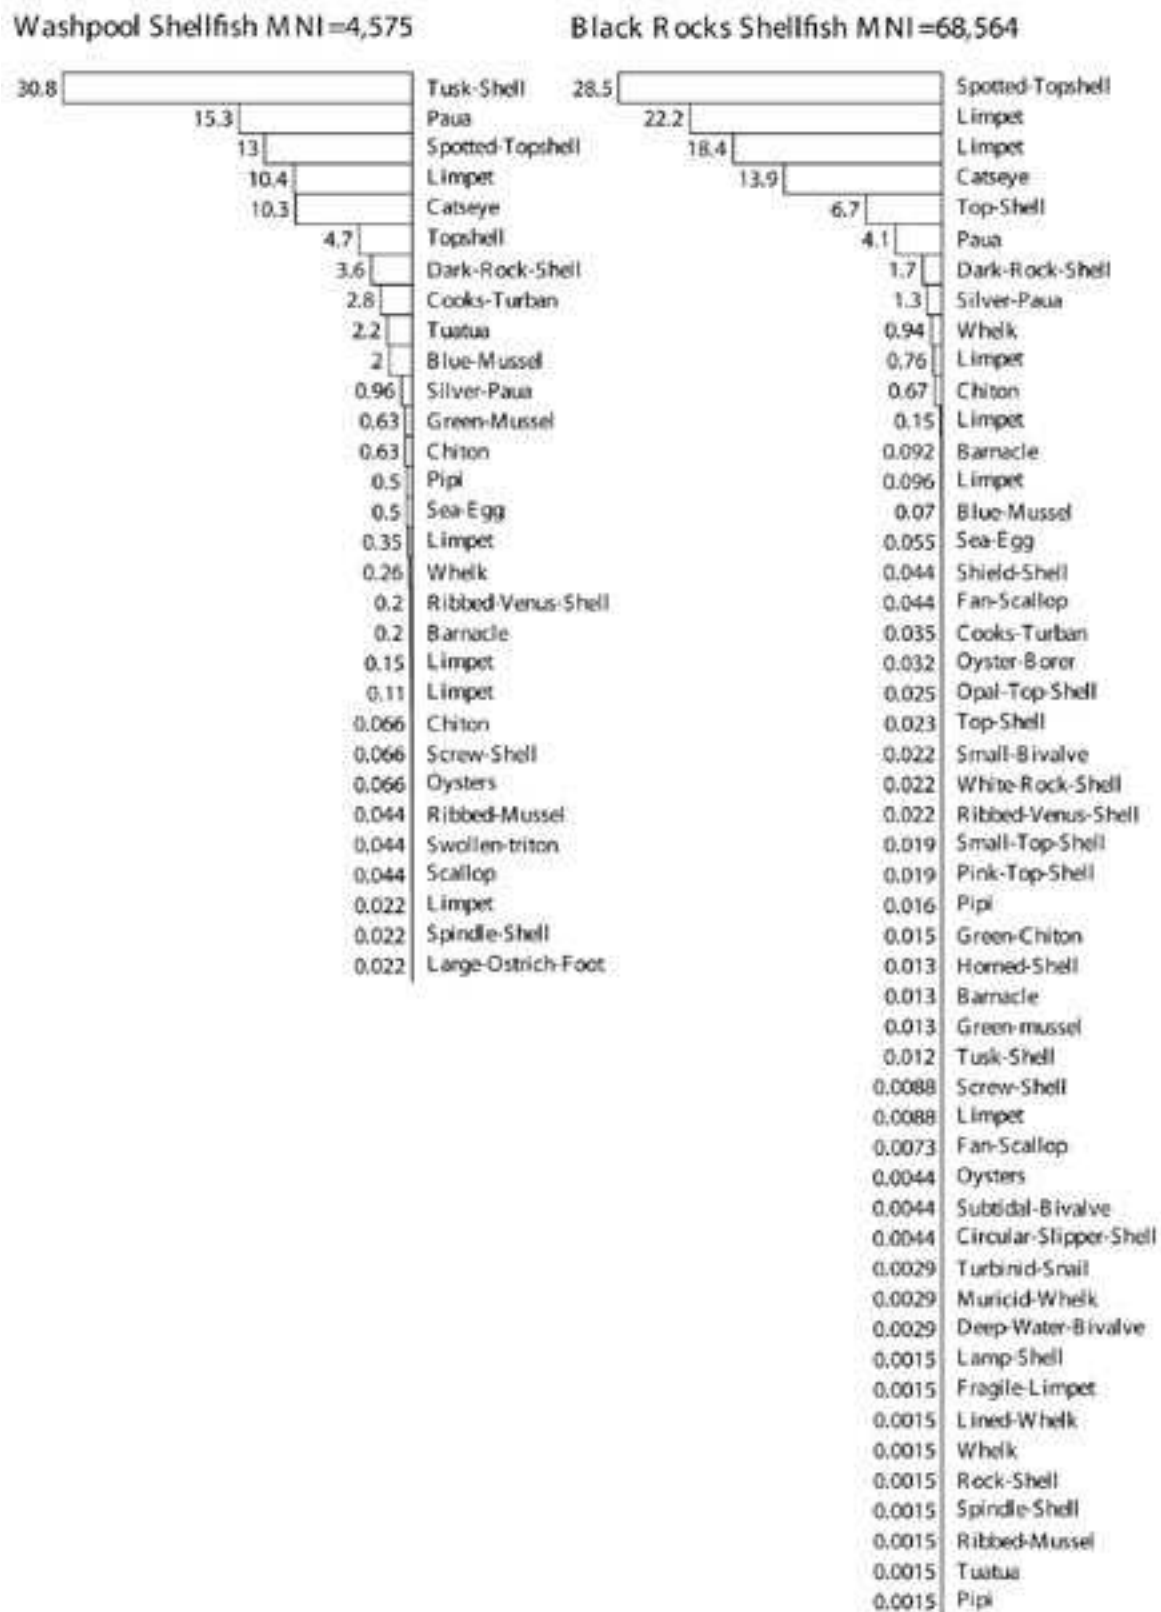 Washpool Shellfish MNI=4,575
30.8 Tusk-Shell
15.3 Paua
13 Spotted-Topshell
10.4 Limpet
10.3 Catseye
4.7 Topshell
3.6 Dark-Rock-Shell
2.8 Cooks-Turban
2.2 Tuatua
2 Blue-Mussel
0.96 Silver-Paua
0.63 Green-Mussel
0.63 Chiton
0.5 Pipi
0.5 Sea-Egg
0.35 Limpet
0.26 Whelk
0.2 Ribbed-Venus-Shell
0.2 Barnacle
0.15 Limpet
0.11 Limpet
0.066 Chiton
0.066 Screw-Shell
0.066 Oysters
0.044 Ribbed-Mussel
0.044 Swollen-triton
0.044 Scallop
0.022 Limpet
0.022 Spindle-Shell
0.022 Large-Ostrich-Foot
Black Rocks Shellfish MNI=68,564
28.5 Spotted-Topshell
22.2 Limpet
18.4 Limpet
13.9 Catseye
6.7 Top-Shell
4.1 Paua
1.7 Dark-Rock-Shell
1.3 Silver-Paua
0.94 Whelk
0.76 Limpet
0.67 Chiton
0.15 Limpet
0.092 Barnacle
0.096 Limpet
0.07 Blue-Mussel
0.055 Sea-Egg
0.044 Shield-Shell
0.044 Fan-Scallop
0.035 Cooks-Turban
0.032 Oyster-Borer
0.025 Opal-Top-Shell
0.023 Top-Shell
0.022 Small-Bivalve
0.022 White-Rock-Shell
0.022 Ribbed-Venus-Shell
0.019 Small-Top-Shell
0.019 Pink-Top-Shell
0.016 Pipi
0.015 Green-Chiton
0.013 Horned-Shell
0.013 Barnacle
0.013 Green-mussel
0.012 Tusk-Shell
0.0088 Screw-Shell
0.0088 Limpet
0.0073 Fan-Scallop
0.0044 Oysters
0.0044 Subtidal-Bivalve
0.0044 Circular-Slipper-Shell
0.0029 Turbinid-Snail
0.0029 Muricid-Whelk
0.0029 Deep-Water-Bivalve
0.0015 Lamp-Shell
0.0015 Fragile-Limpet
0.0015 Lined-Whelk
0.0015 Whelk
0.0015 Rock-Shell
0.0015 Spindle-Shell
0.0015 Ribbed-Mussel
0.0015 Tuatua
0.0015 Pipi